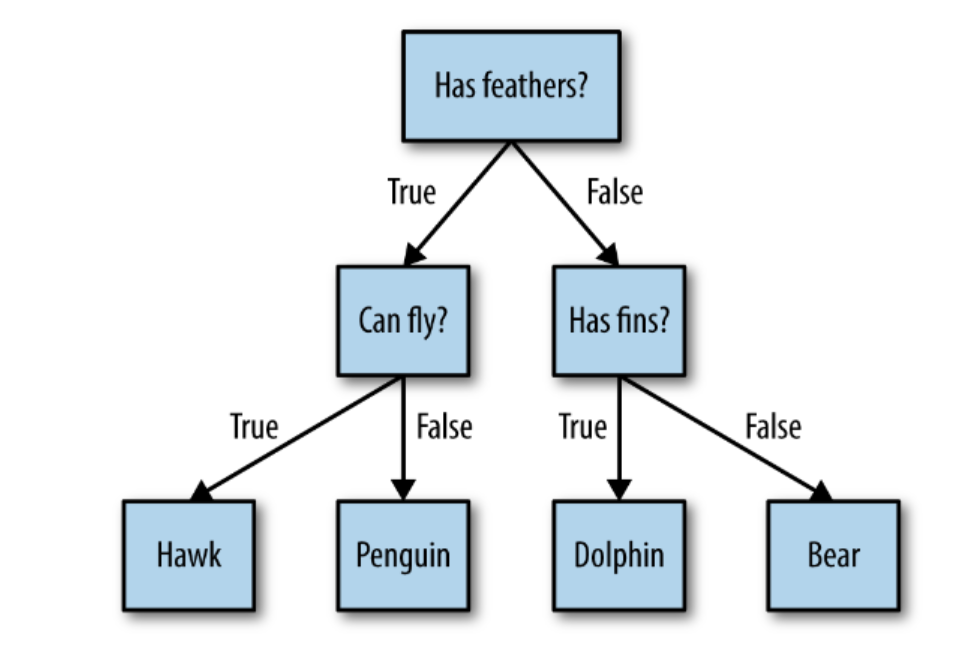 Has feathers?
True
False
Can fly?
Has fins?
True
False
True
False
Hawk
Penguin
Dolphin
Bear